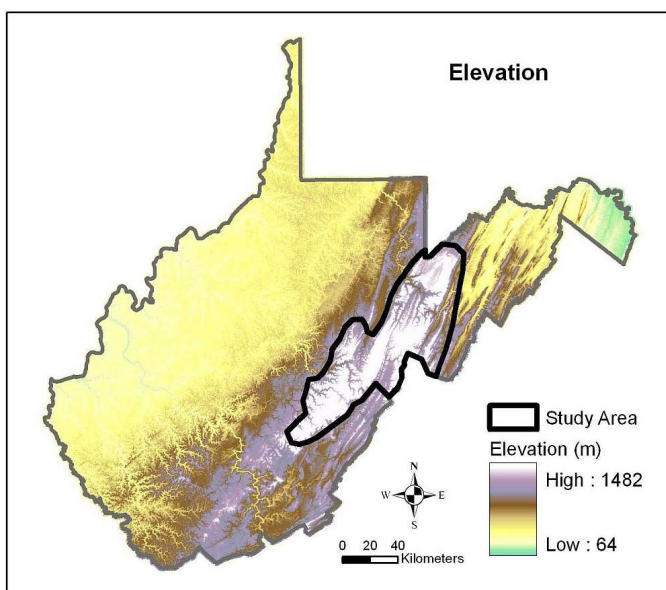 Elevation
Study Area
Elevation (m)
High : 1482
Low : 64
N
W E
S
0 20 40
Kilometers